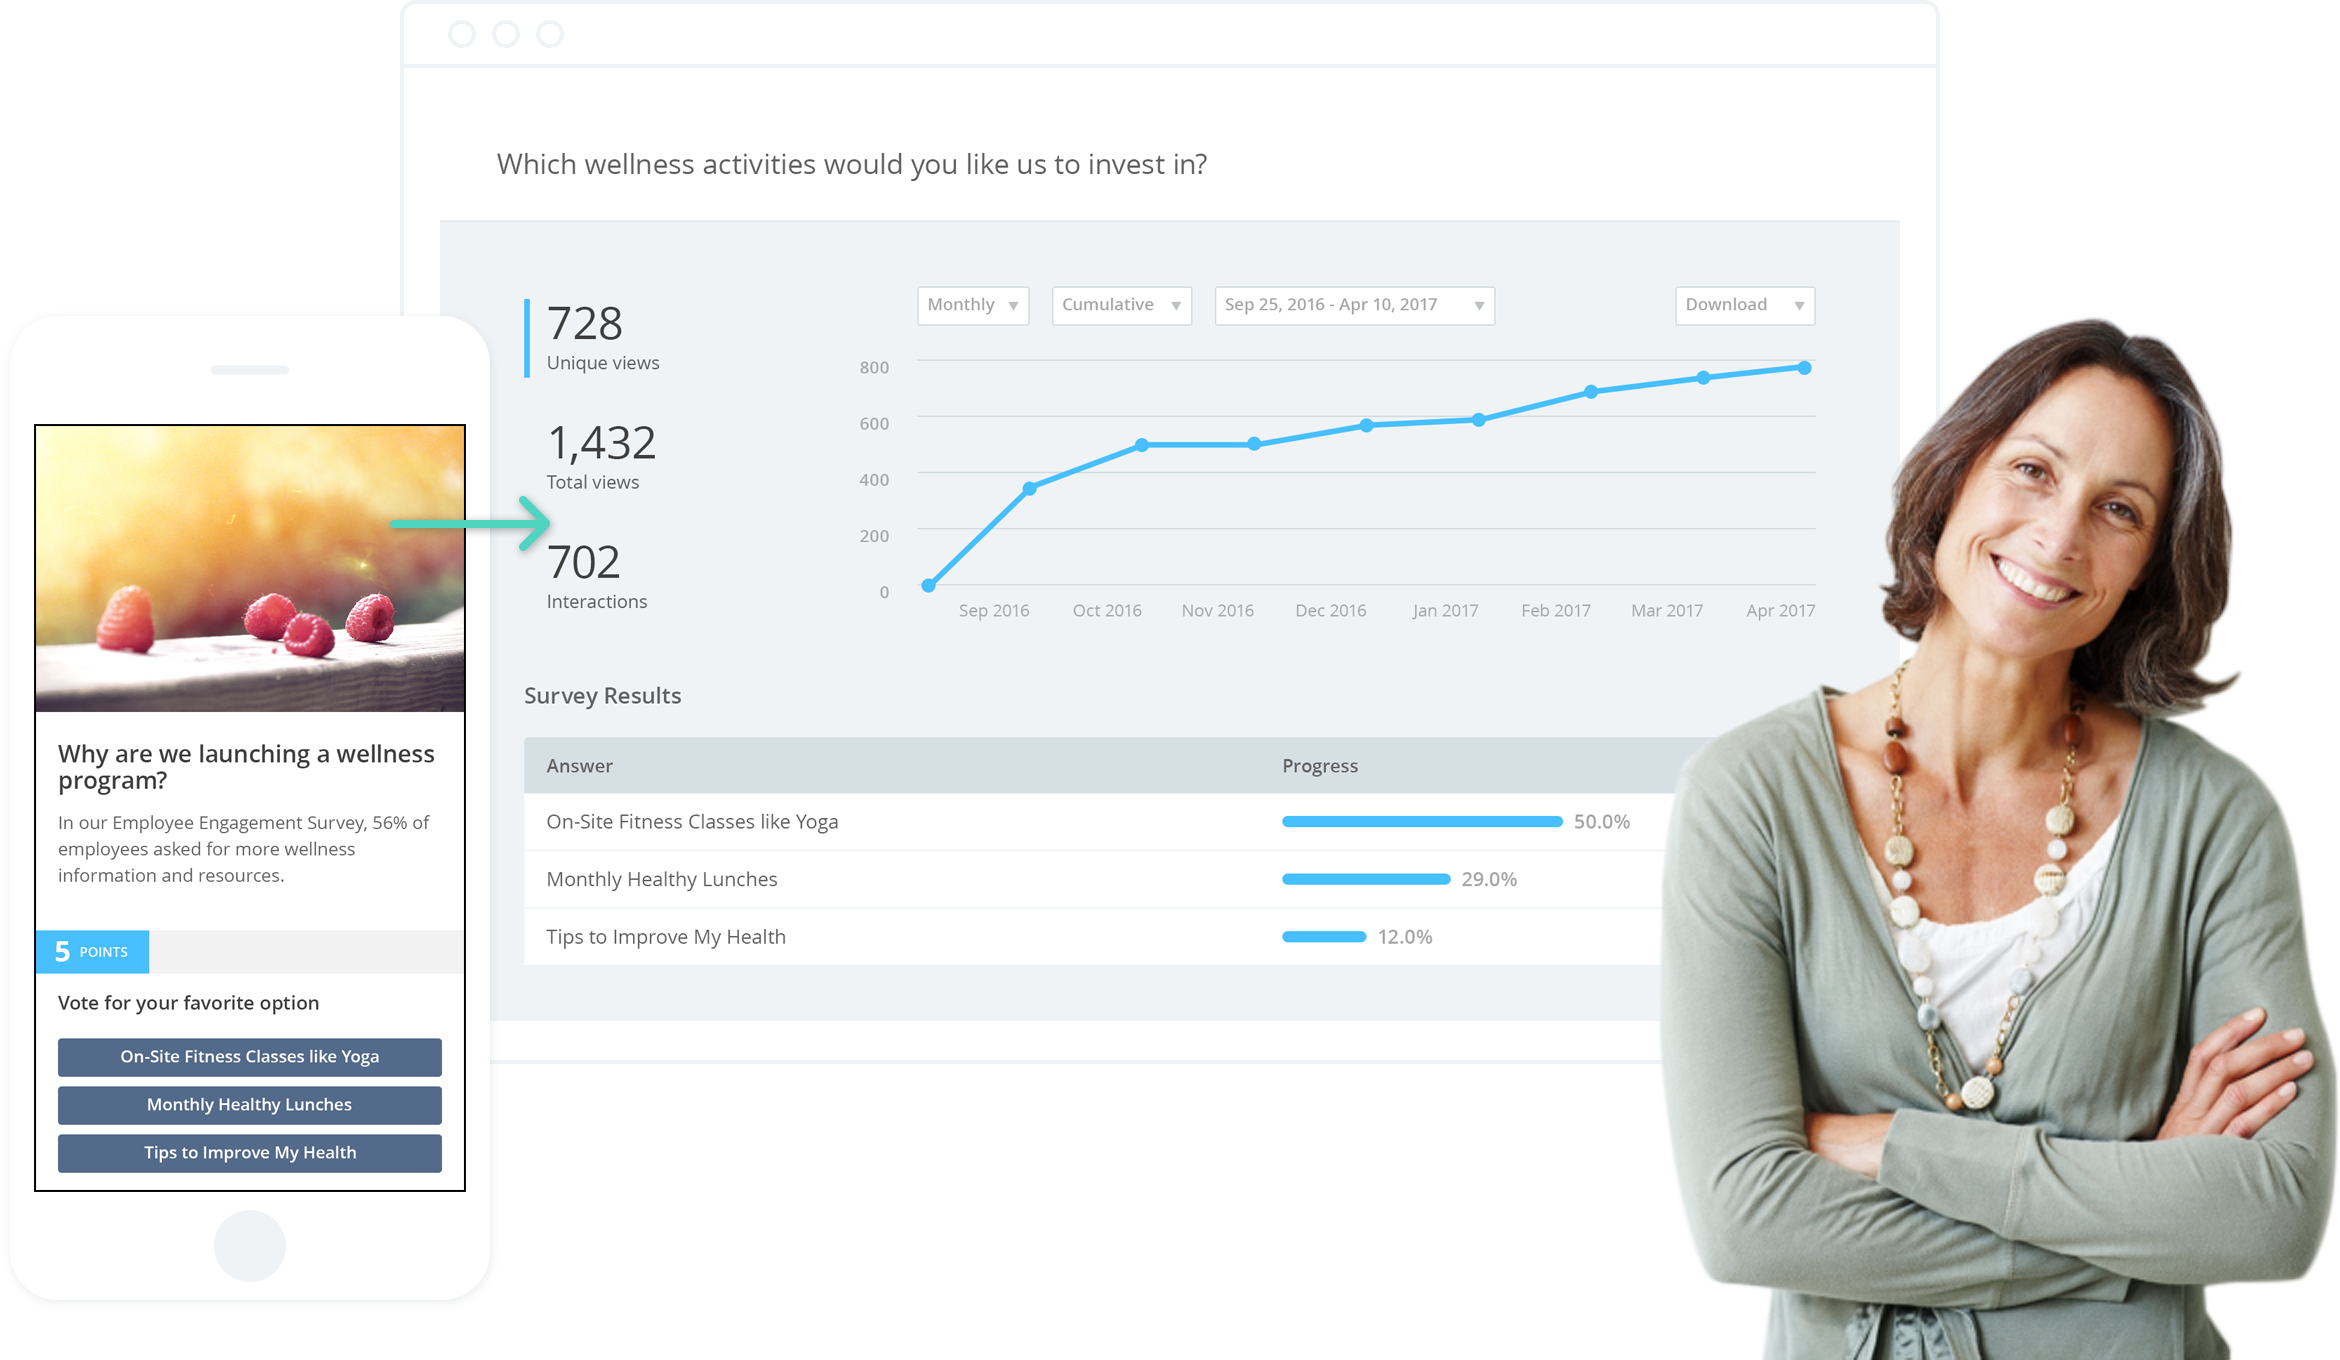 Which wellness activities would you like us to invest in?
728
Unique views
1,432
Total views
702
Interactions
Monthly
Cumulative
Sep 25, 2016 - Apr 10, 2017
Download
800
600
400
200
0
Sep 2016
Oct 2016
Nov 2016
Dec 2016
Jan 2017
Feb 2017
Mar 2017
Apr 2017
Survey Results
Answer
Progress
On-Site Fitness Classes like Yoga
50.0%
Monthly Healthy Lunches
29.0%
Tips to Improve My Health
12.0%
Why are we launching a wellness
program?
In our Employee Engagement Survey, 56% of
employees asked for more wellness
information and resources.
5 POINTS
Vote for your favorite option
On-Site Fitness Classes like Yoga
Monthly Healthy Lunches
Tips to Improve My Health